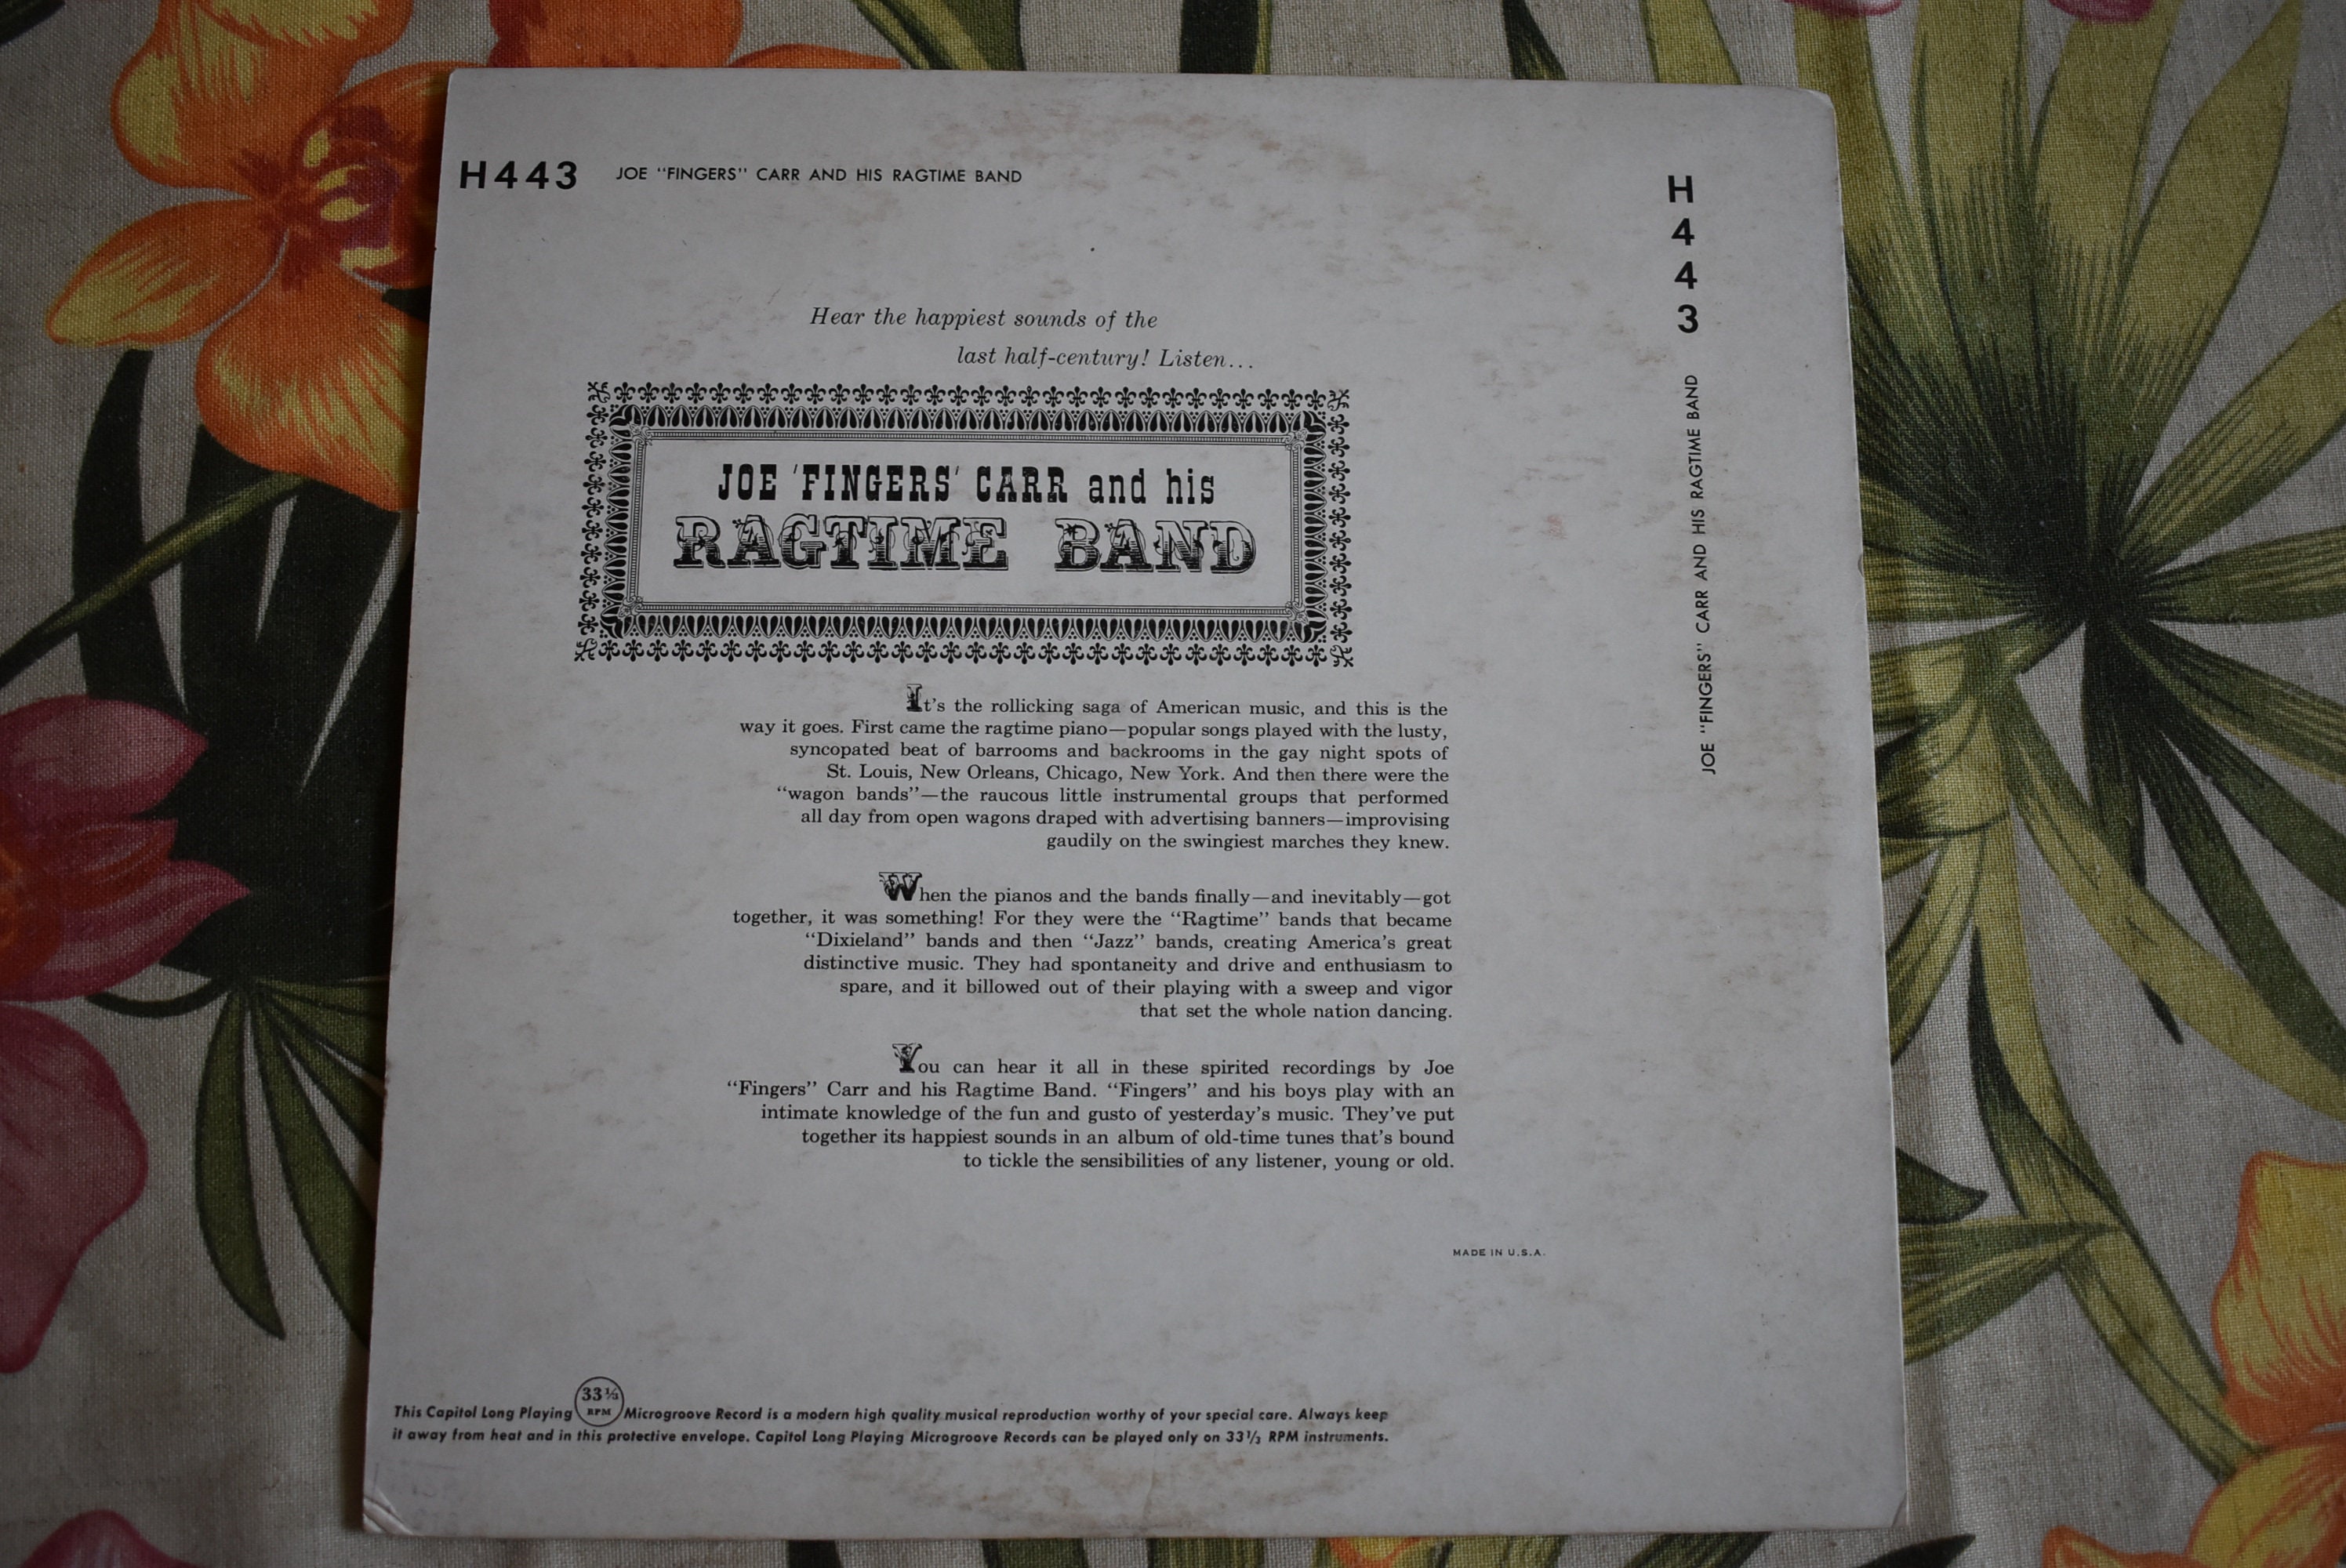 H443 JOE "FINGERS" CARR AND HIS RAGTIME BAND
H
4
4
3
JOE "FINGERS" CARR AND HIS RAGTIME BAND
Hear the happiest sounds of the
last half-century! Listen...
JOE 'FINGERS' CARR and his
RAGTIME BAND
It's the rollicking saga of American music, and this is the
way it goes. First came the ragtime piano—popular songs played with the lusty,
syncopated beat of barrooms and backrooms in the gay night spots of
St. Louis, New Orleans, Chicago, New York. And then there were the
"wagon bands"—the raucous little instrumental groups that performed
all day from open wagons draped with advertising banners—improvising
gaudily on the swingiest marches they knew.
When the pianos and the bands finally—and inevitably—got
together, it was something! For they were the "Ragtime" bands that became
"Dixieland" bands and then "Jazz" bands, creating America's great
distinctive music. They had spontaneity and drive and enthusiasm to
spare, and it billowed out of their playing with a sweep and vigor
that set the whole nation dancing.
You can hear it all in these spirited recordings by Joe
"Fingers" Carr and his Ragtime Band. "Fingers" and his boys play with an
intimate knowledge of the fun and gusto of yesterday's music. They've put
together its happiest sounds in an album of old-time tunes that's bound
to tickle the sensibilities of any listener, young or old.
MADE IN U.S.A.
This Capitol Long Playing 33⅓ RPM Microgroove Record is a modern high quality musical reproduction worthy of your special care. Always keep
it away from heat and in this protective envelope. Capitol Long Playing Microgroove Records can be played only on 33⅓ RPM instruments.